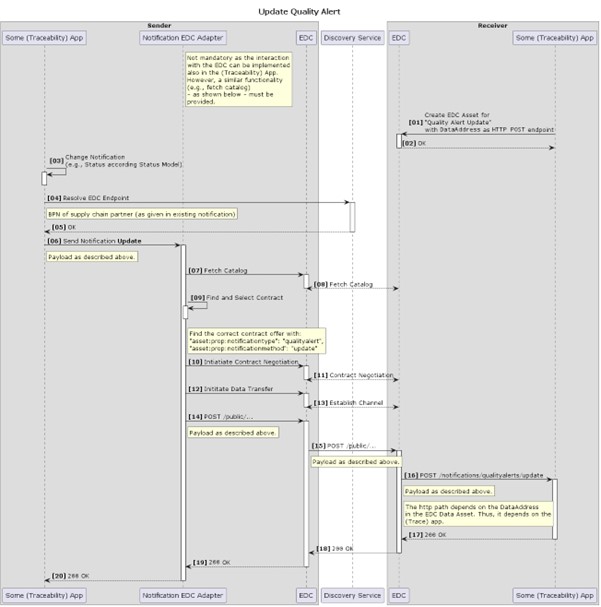 Update Quality Alert
Sender
Receiver
Some (Traceability) App
Notification EDC Adapter
EDC
Discovery Service
EDC
Some (Traceability) App
Not mandatory as the interaction
with the EDC can be implemented
also in the (Traceability) App.
However, a similar functionality
(e.g., fetch catalog)
- as shown below - must be
provided.
Create EDC Asset for
[01] "Quality Alert Update"
with DataAddress as HTTP POST endpoint
[02] OK
[03] Change Notification
(e.g., Status according Status Model)
[04] Resolve EDC Endpoint
BPN of supply chain partner (as given in existing notification)
[05] OK
[06] Send Notification Update
Payload as described above.
[07] Fetch Catalog
[08] Fetch Catalog
[09] Find and Select Contract
Find the correct contract offer with:
"asset:prop:notificationtype": "qualityalert",
"asset:prop:notificationmethod": "update"
[10] Intiatiate Contract Negotiation
[11] Contract Negotiation
[12] Inititate Data Transfer
[13] Establish Channel
[14] POST /public/...
Payload as described above.
[15] POST /public/...
Payload as described above.
[16] POST /notifications/qualityalerts/update
Payload as described above.
The http path depends on the DataAddress
in the EDC Data Asset. Thus, it depends on the
(Trace) app.
[17] 200 OK
[18] 200 OK
[19] 200 OK
[20] 200 OK
Some (Traceability) App
Notification EDC Adapter
EDC
Discovery Service
EDC
Some (Traceability) App